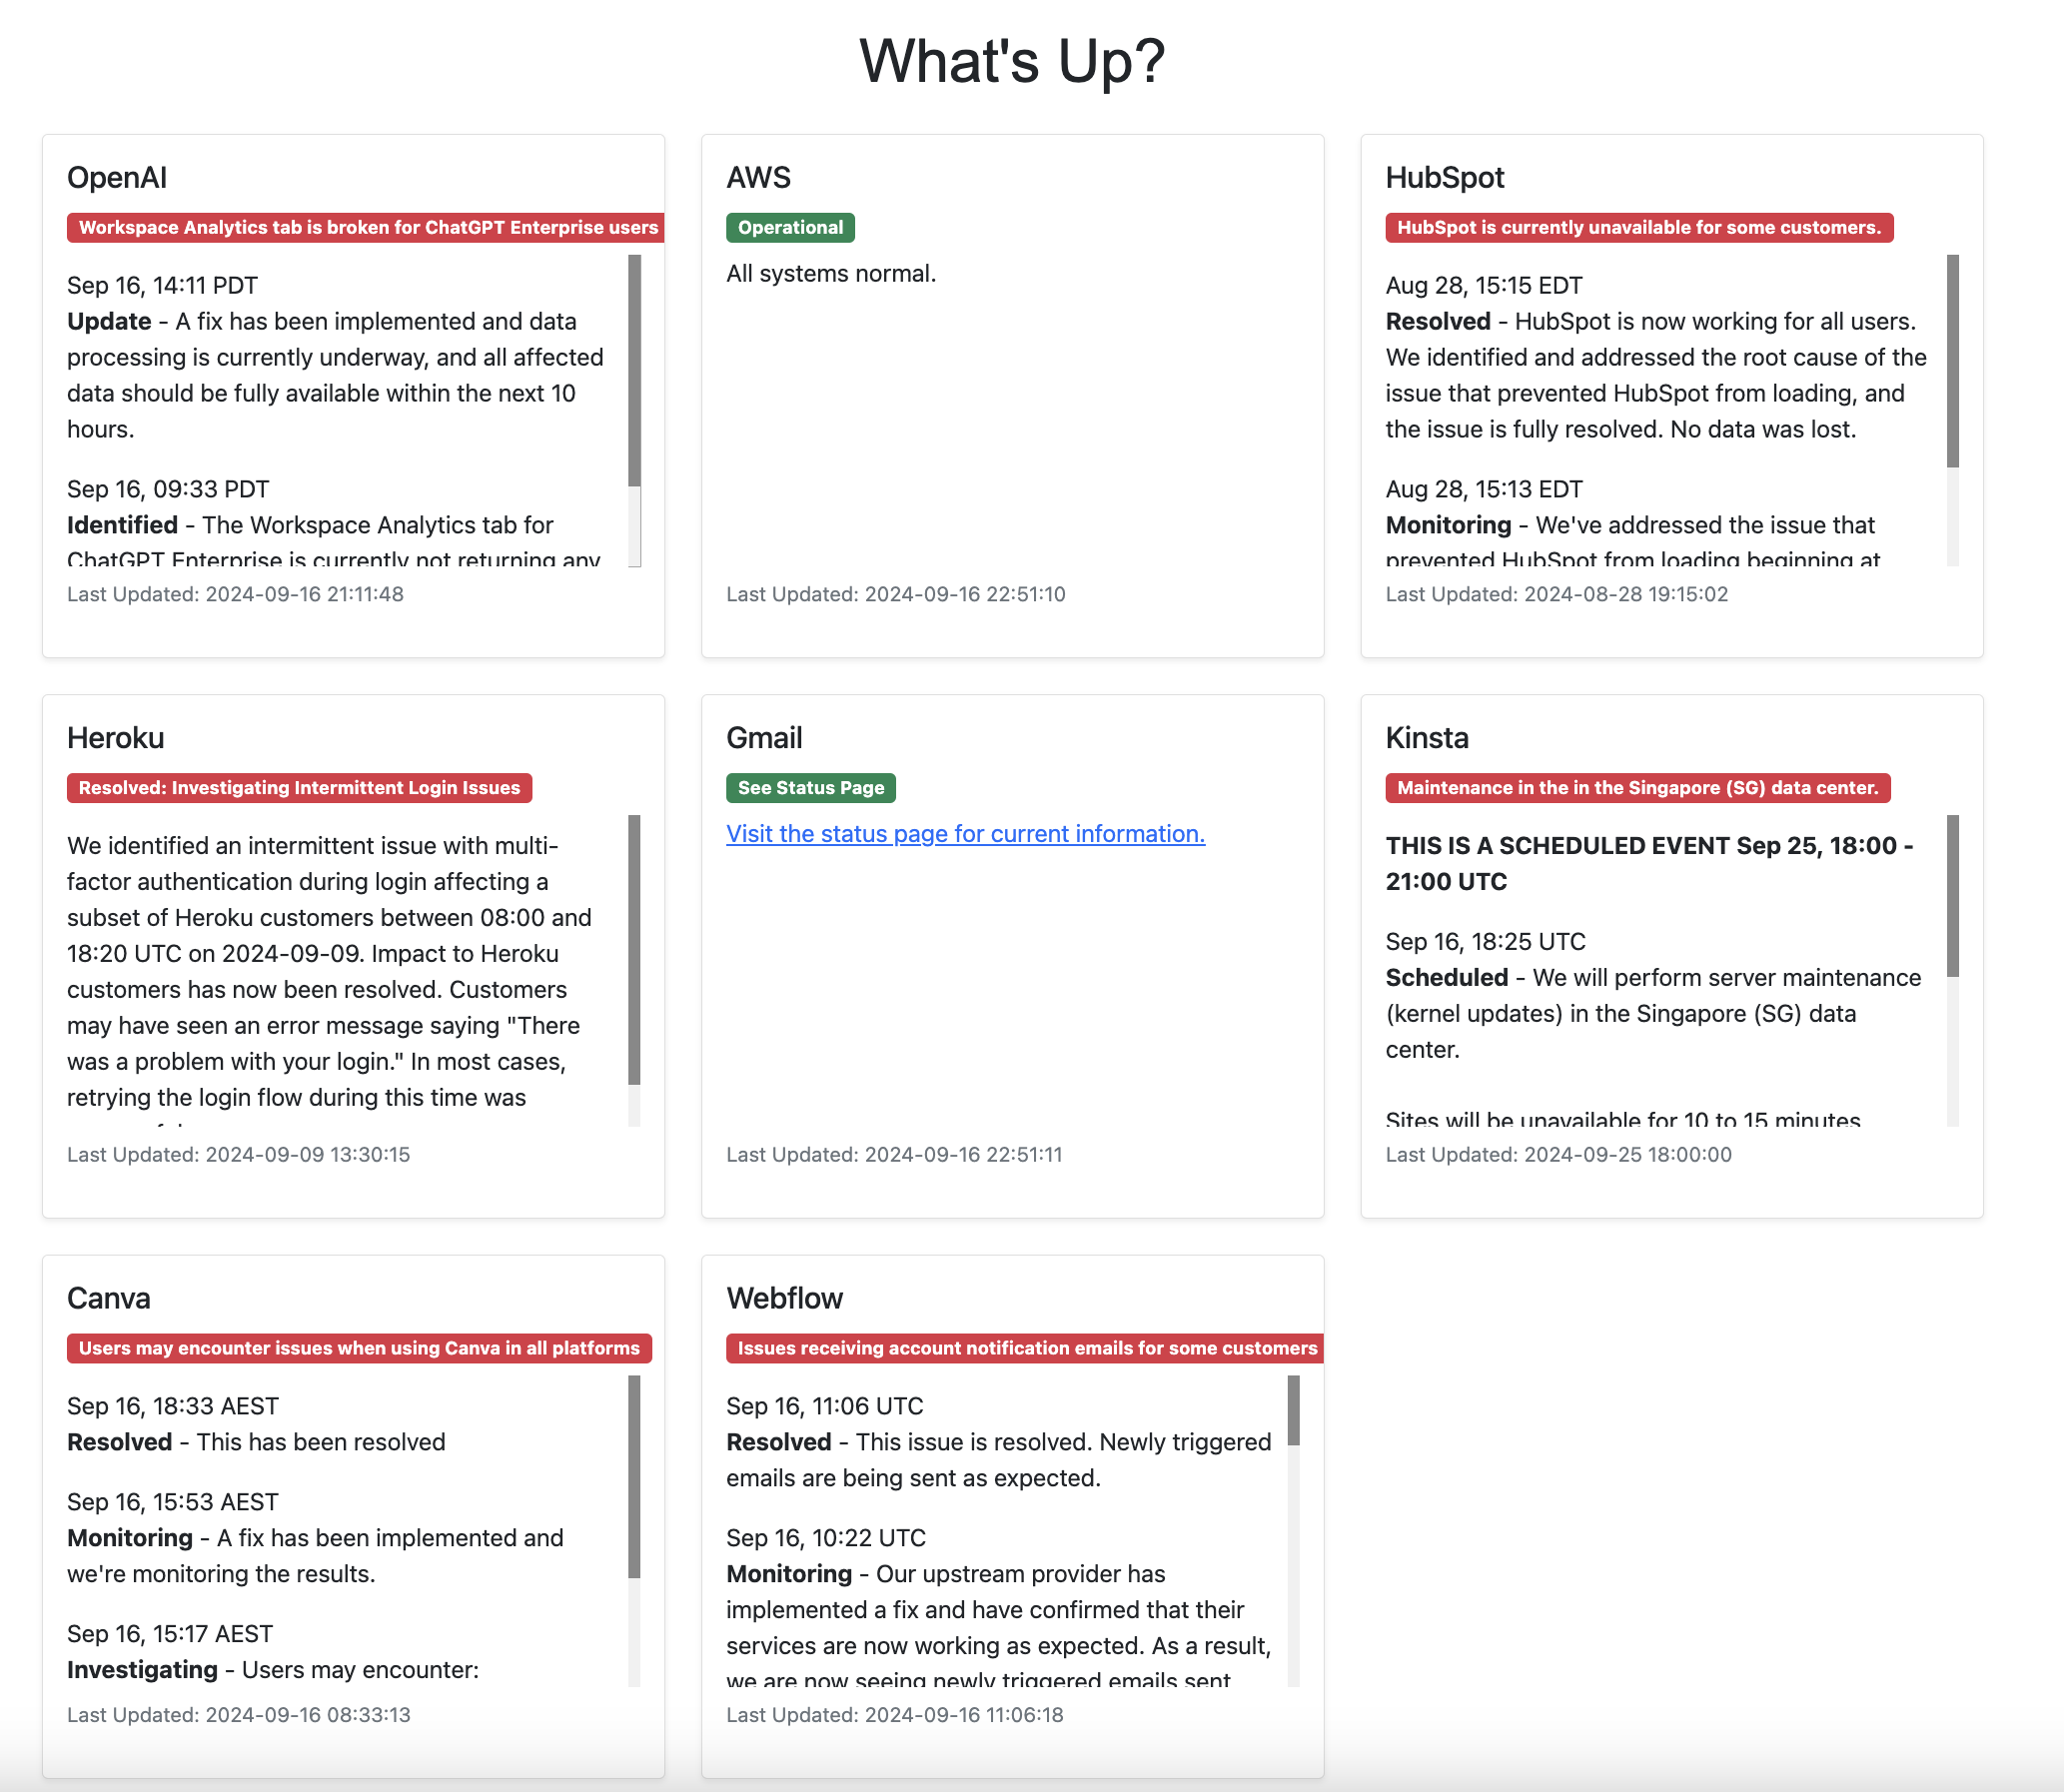 What's Up?
OpenAI
Workspace Analytics tab is broken for ChatGPT Enterprise users
Sep 16, 14:11 PDT
Update - A fix has been implemented and data
processing is currently underway, and all affected
data should be fully available within the next 10
hours.
Sep 16, 09:33 PDT
Identified - The Workspace Analytics tab for
ChatGPT Enterprise is currently not returning any
Last Updated: 2024-09-16 21:11:48
AWS
Operational
All systems normal.
Last Updated: 2024-09-16 22:51:10
HubSpot
HubSpot is currently unavailable for some customers.
Aug 28, 15:15 EDT
Resolved - HubSpot is now working for all users.
We identified and addressed the root cause of the
issue that prevented HubSpot from loading, and
the issue is fully resolved. No data was lost.
Aug 28, 15:13 EDT
Monitoring - We've addressed the issue that
prevented HubSpot from loading beginning at
Last Updated: 2024-08-28 19:15:02
Heroku
Resolved: Investigating Intermittent Login Issues
We identified an intermittent issue with multi-
factor authentication during login affecting a
subset of Heroku customers between 08:00 and
18:20 UTC on 2024-09-09. Impact to Heroku
customers has now been resolved. Customers
may have seen an error message saying "There
was a problem with your login." In most cases,
retrying the login flow during this time was
Last Updated: 2024-09-09 13:30:15
Gmail
See Status Page
Visit the status page for current information.
Last Updated: 2024-09-16 22:51:11
Kinsta
Maintenance in the in the Singapore (SG) data center.
THIS IS A SCHEDULED EVENT Sep 25, 18:00 -
21:00 UTC
Sep 16, 18:25 UTC
Scheduled - We will perform server maintenance
(kernel updates) in the Singapore (SG) data
center.
Sites will be unavailable for 10 to 15 minutes
Last Updated: 2024-09-25 18:00:00
Canva
Users may encounter issues when using Canva in all platforms
Sep 16, 18:33 AEST
Resolved - This has been resolved
Sep 16, 15:53 AEST
Monitoring - A fix has been implemented and
we're monitoring the results.
Sep 16, 15:17 AEST
Investigating - Users may encounter:
Last Updated: 2024-09-16 08:33:13
Webflow
Issues receiving account notification emails for some customers
Sep 16, 11:06 UTC
Resolved - This issue is resolved. Newly triggered
emails are being sent as expected.
Sep 16, 10:22 UTC
Monitoring - Our upstream provider has
implemented a fix and have confirmed that their
services are now working as expected. As a result,
we are now seeing newly triggered emails sent
Last Updated: 2024-09-16 11:06:18